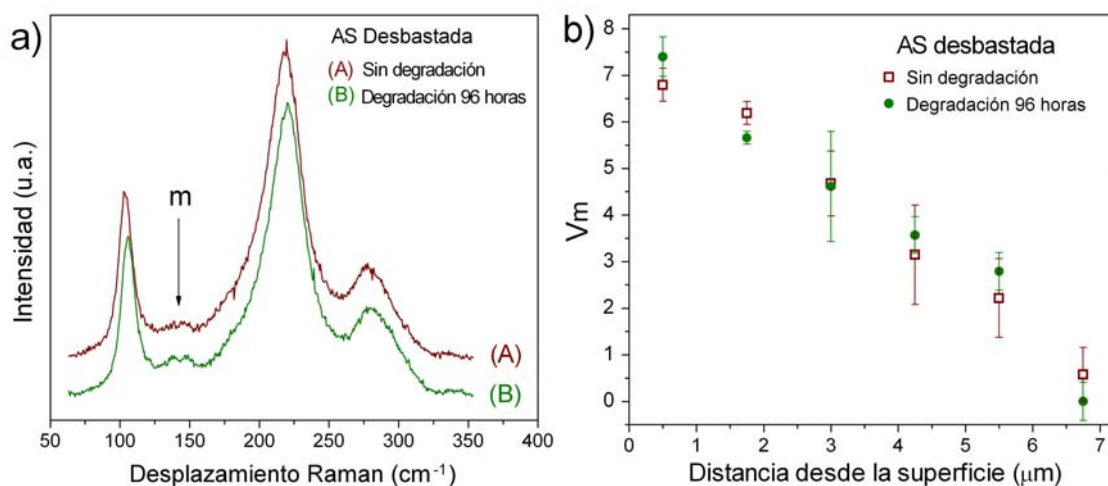 a)
AS Desbastada
(A) Sin degradación
(B) Degradación 96 horas
m
(A)
(B)
Intensidad (u.a.)
50 100 150 200 250 300 350 400
Desplazamiento Raman (cm⁻¹)
b)
AS desbastada
Sin degradación
Degradación 96 horas
Vm
8
7
6
5
4
3
2
1
0
0 1 2 3 4 5 6 7
Distancia desde la superficie (μm)